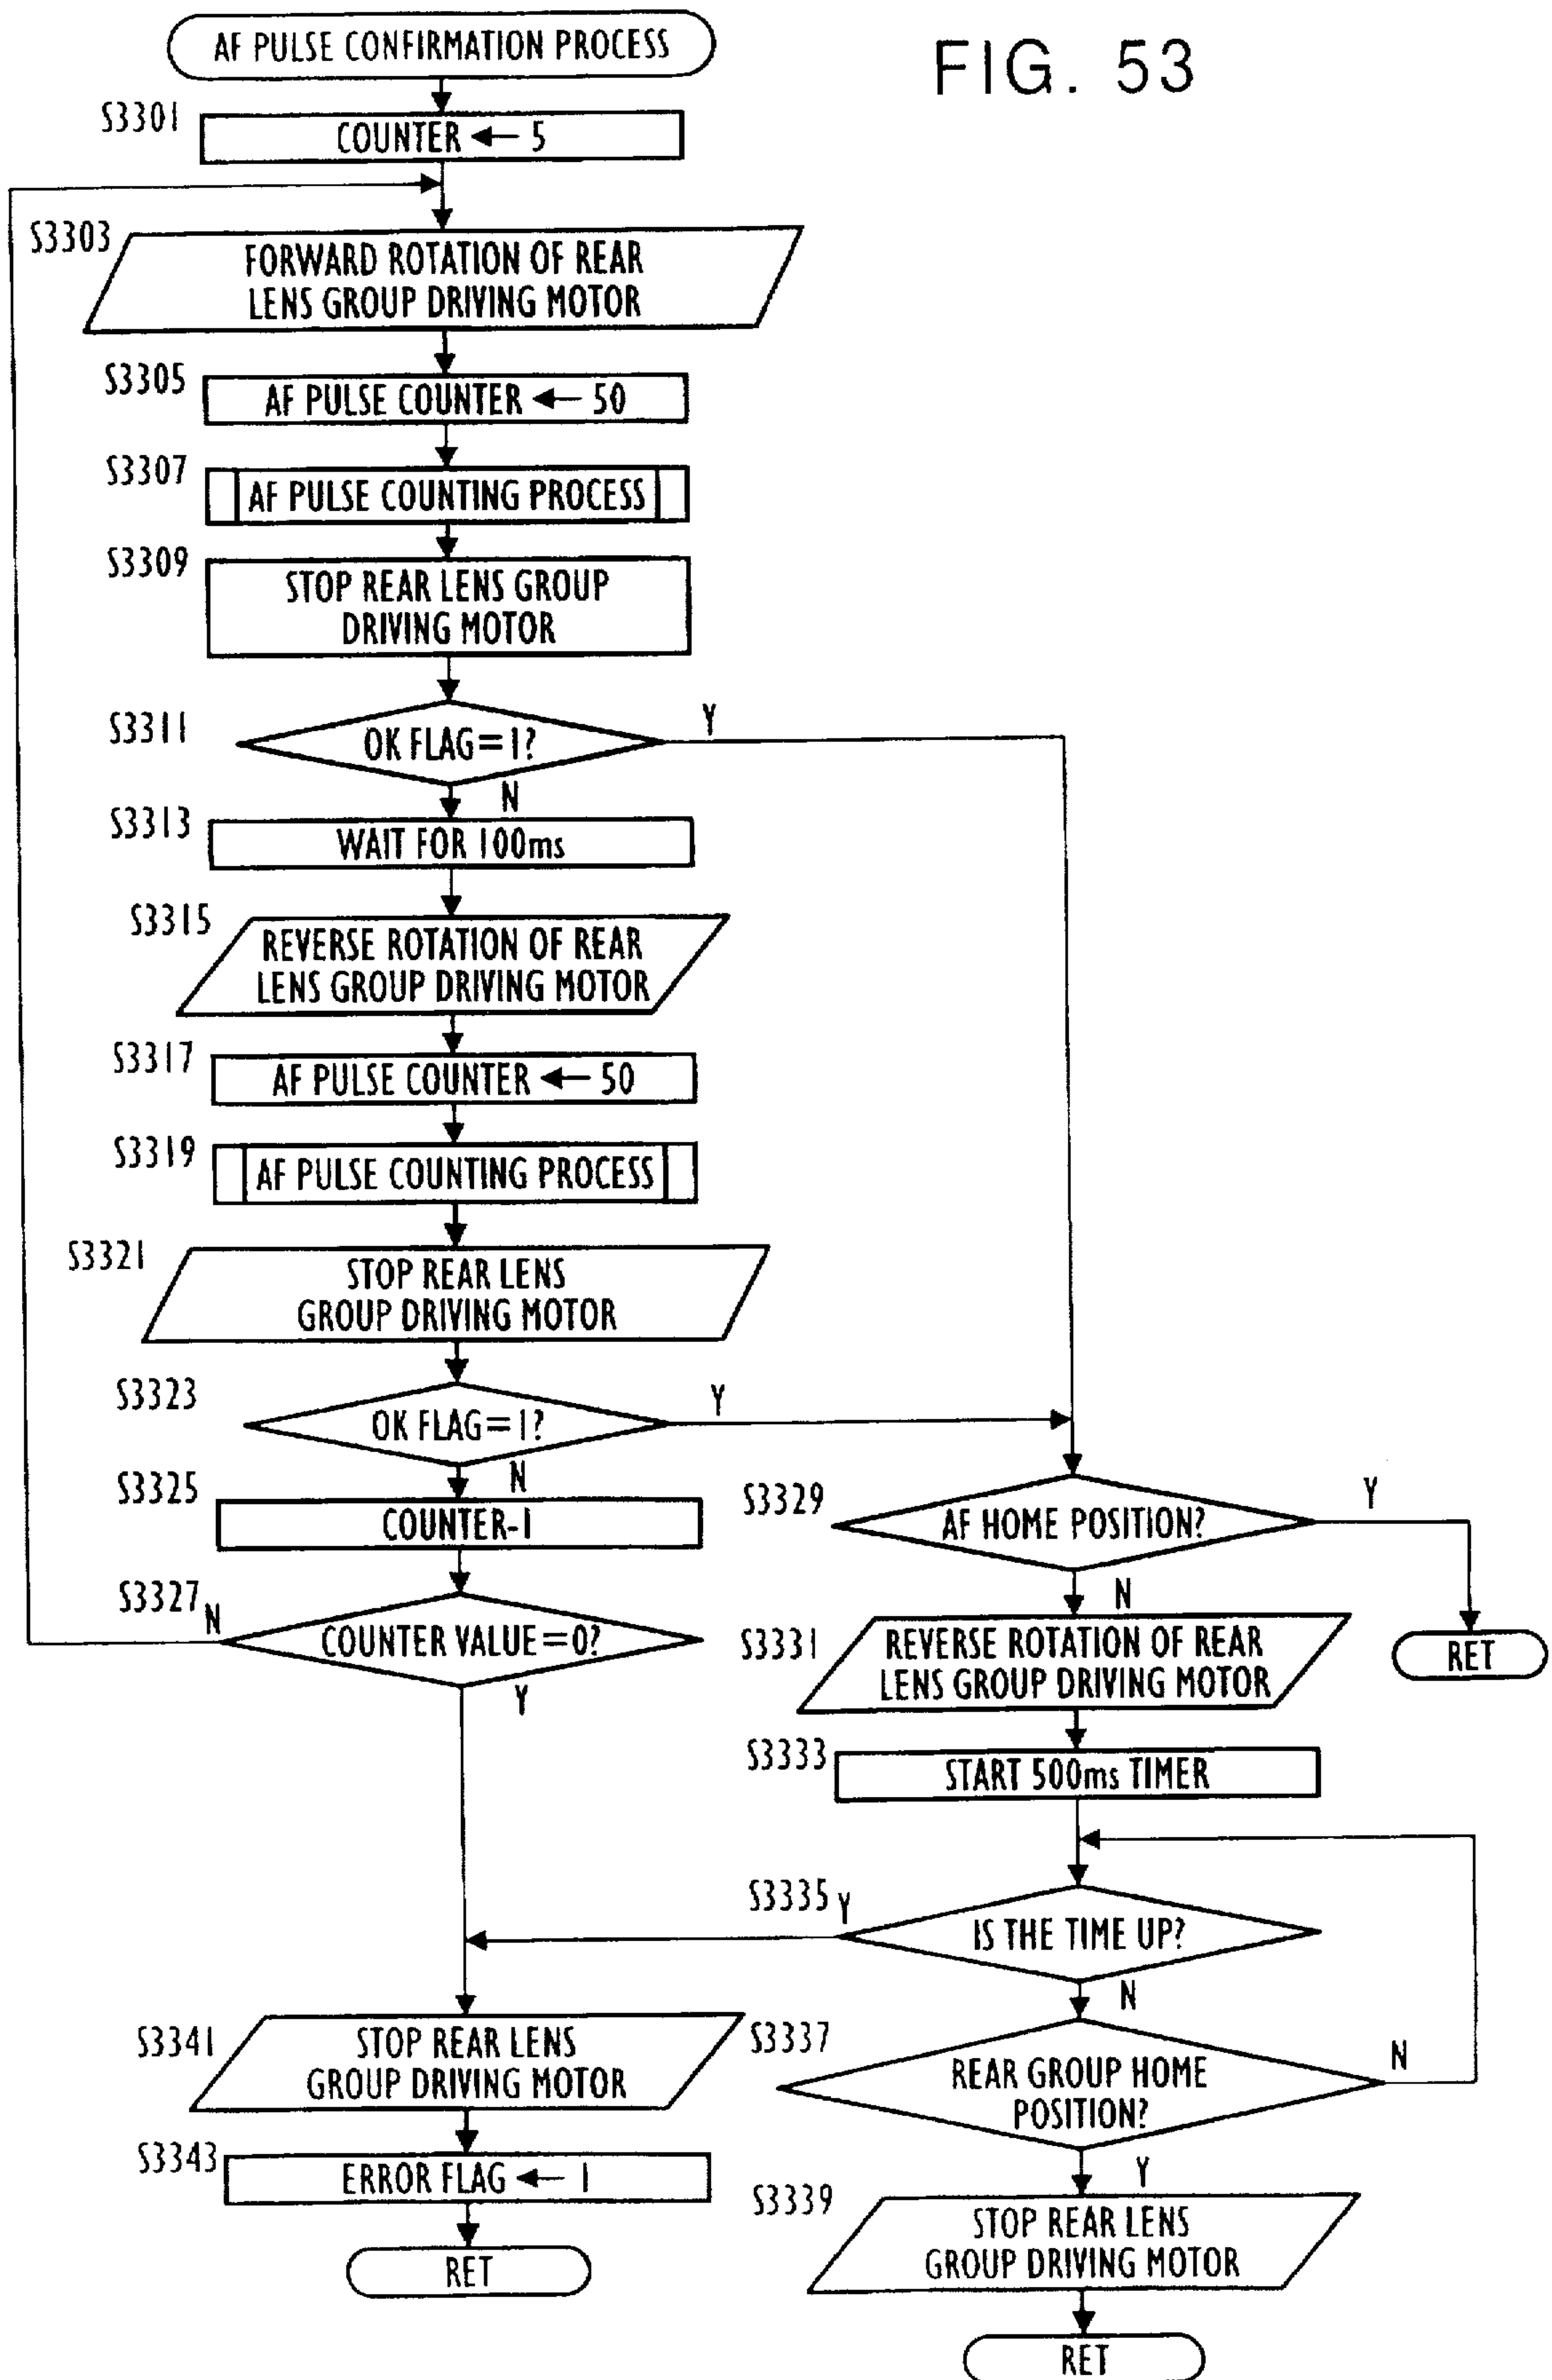 FIG. 53
AF PULSE CONFIRMATION PROCESS
S3301
COUNTER ← 5
S3303
FORWARD ROTATION OF REAR
LENS GROUP DRIVING MOTOR
S3305
AF PULSE COUNTER ← 50
S3307
AF PULSE COUNTING PROCESS
S3309
STOP REAR LENS GROUP
DRIVING MOTOR
S3311
OK FLAG=1?
Y
N
S3313
WAIT FOR 100ms
S3315
REVERSE ROTATION OF REAR
LENS GROUP DRIVING MOTOR
S3317
AF PULSE COUNTER ← 50
S3319
AF PULSE COUNTING PROCESS
S3321
STOP REAR LENS
GROUP DRIVING MOTOR
S3323
OK FLAG=1?
Y
N
S3325
COUNTER-1
S3327
N
COUNTER VALUE=0?
Y
S3329
AF HOME POSITION?
Y
N
RET
S3331
REVERSE ROTATION OF REAR
LENS GROUP DRIVING MOTOR
S3333
START 500ms TIMER
S3335
Y
IS THE TIME UP?
N
S3337
REAR GROUP HOME
POSITION?
N
Y
S3339
STOP REAR LENS
GROUP DRIVING MOTOR
RET
S3341
STOP REAR LENS
GROUP DRIVING MOTOR
S3343
ERROR FLAG ← 1
RET